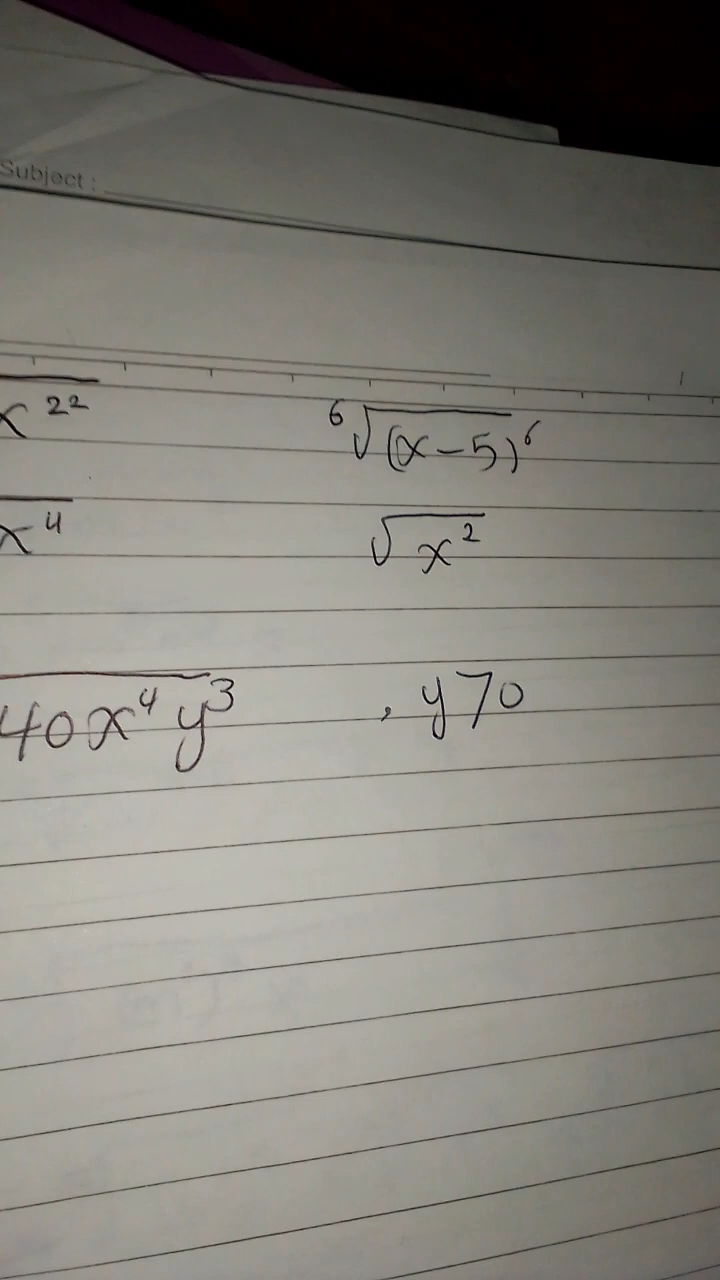 Subject :
x²² ⁶√(x-5)⁶
x⁴ √x²
40x⁴y³ , y>0